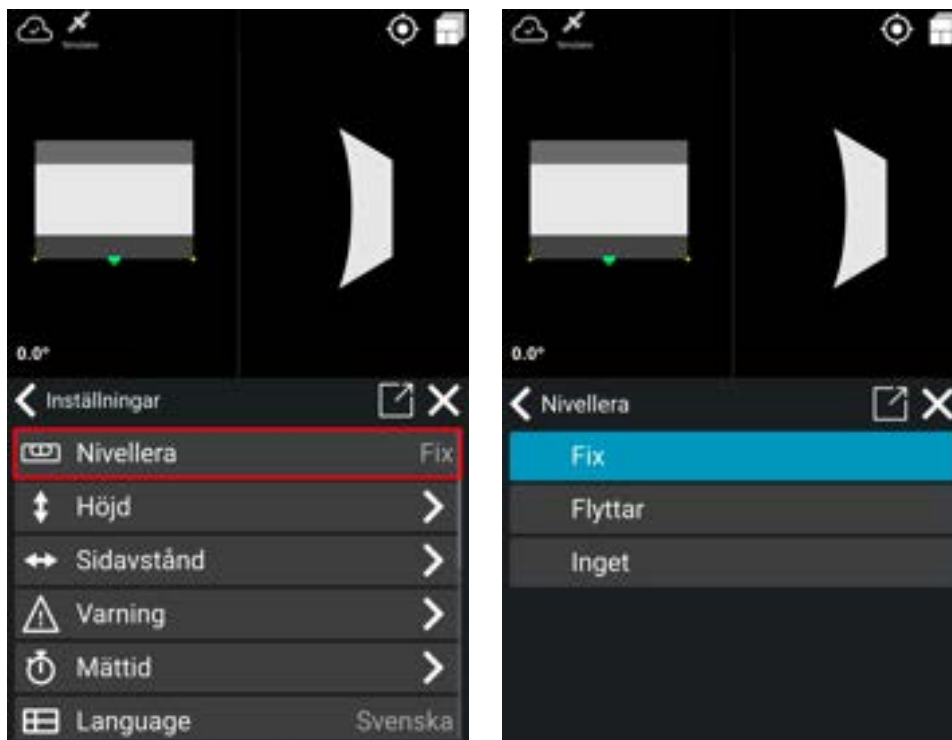 0.0°
Inställningar
Nivellera Fix
Höjd
Sidavstånd
Varning
Mättid
Language Svenska
0.0°
Nivellera
Fix
Flyttar
Inget